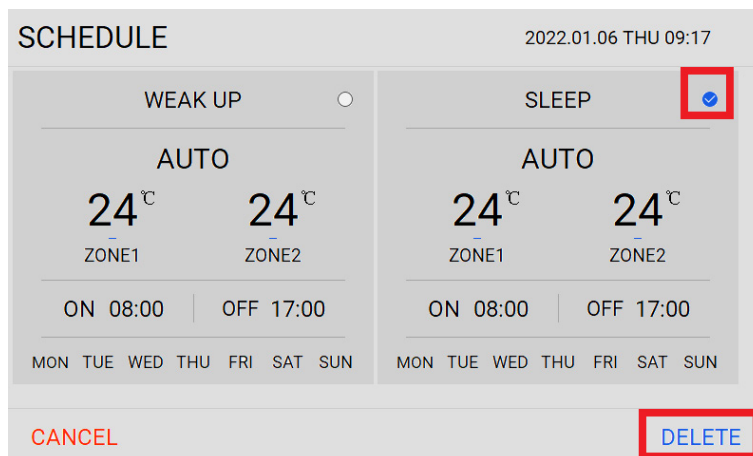 SCHEDULE 2022.01.06 THU 09:17
WEAK UP
AUTO
24℃ 24℃
ZONE1 ZONE2
ON 08:00 OFF 17:00
MON TUE WED THU FRI SAT SUN
SLEEP
AUTO
24℃ 24℃
ZONE1 ZONE2
ON 08:00 OFF 17:00
MON TUE WED THU FRI SAT SUN
CANCEL DELETE